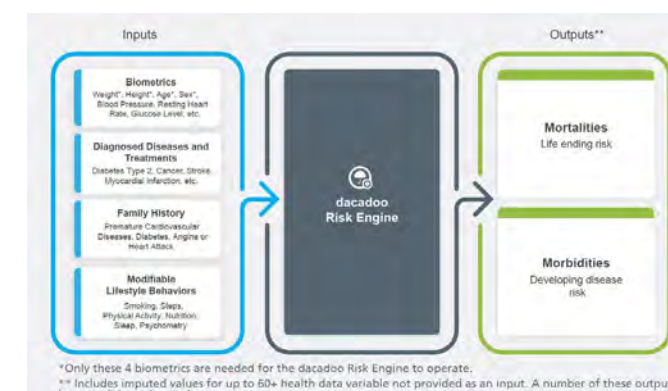 Inputs
Outputs**
Biometrics
Weight*, Height*, Age*, Sex*,
Blood Pressure, Resting Heart
Rate, Glucose Level, etc.
Diagnosed Diseases and
Treatments
Diabetes Type 2, Cancer, Stroke,
Myocardial Infarction, etc.
Family History
Premature Cardiovascular
Diseases, Diabetes, Angina or
Heart Attack
Modifiable
Lifestyle Behaviors
Smoking, Steps,
Physical Activity, Nutrition,
Sleep, Psychometry
dacadoo
Risk Engine
Mortalities
Life ending risk
Morbidities
Developing disease
risk
*Only these 4 biometrics are needed for the dacadoo Risk Engine to operate.
** Includes imputed values for up to 60+ health data variable not provided as an input. A number of these outpu